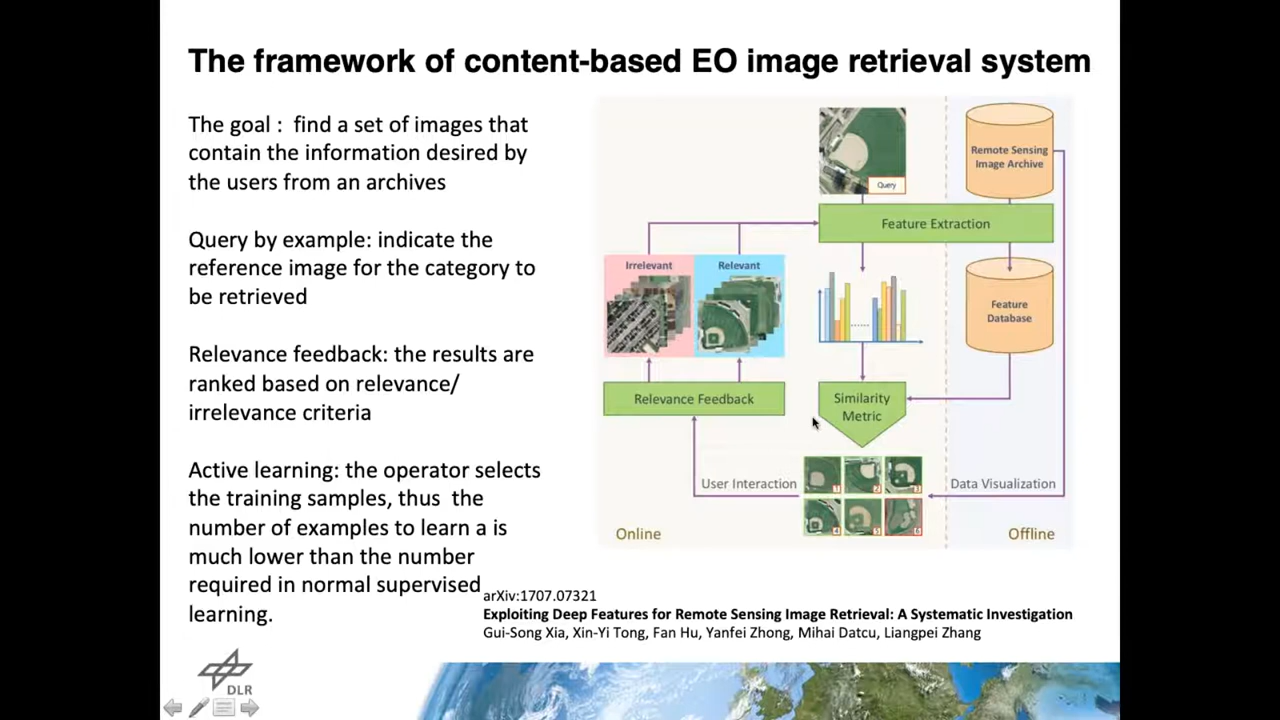 The framework of content-based EO image retrieval system
The goal :  find a set of images that
contain the information desired by
the users from an archives
Query by example: indicate the
reference image for the category to
be retrieved
Relevance feedback: the results are
ranked based on relevance/
irrelevance criteria
Active learning: the operator selects
the training samples, thus  the
number of examples to learn a is
much lower than the number
required in normal supervised
learning.
Query
Remote Sensing
Image Archive
Feature Extraction
Irrelevant
Relevant
Feature
Database
Relevance Feedback
Similarity
Metric
User Interaction
1
2
3
4
5
6
Data Visualization
Online
Offline
arXiv:1707.07321
Exploiting Deep Features for Remote Sensing Image Retrieval: A Systematic Investigation
Gui-Song Xia, Xin-Yi Tong, Fan Hu, Yanfei Zhong, Mihai Datcu, Liangpei Zhang
DLR